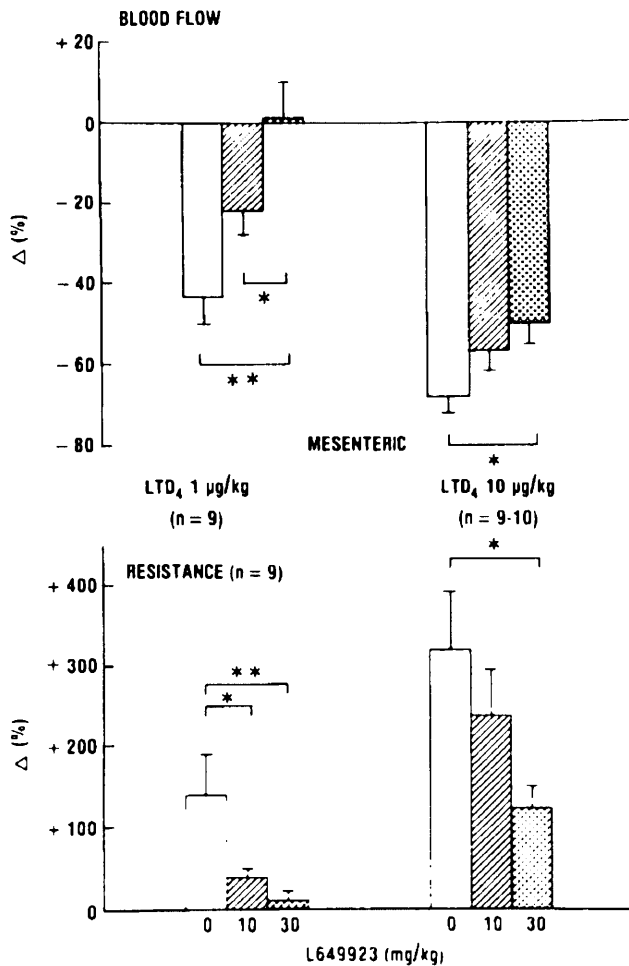 BLOOD FLOW
+ 20
0
- 20
- 40
- 60
- 80
Δ (%)
*
* *
*
MESENTERIC
LTD₄ 1 µg/kg
(n = 9)
LTD₄ 10 µg/kg
(n = 9-10)
RESISTANCE (n = 9)
+ 400
+ 300
+ 200
+ 100
0
Δ (%)
* *
*
*
0 10 30 0 10 30
L649923 (mg/kg)